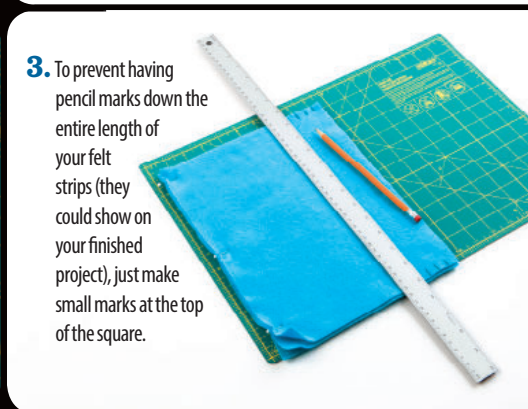 3. To prevent having
pencil marks down the
entire length of
your felt
strips (they
could show on
your finished
project), just make
small marks at the top
of the square.